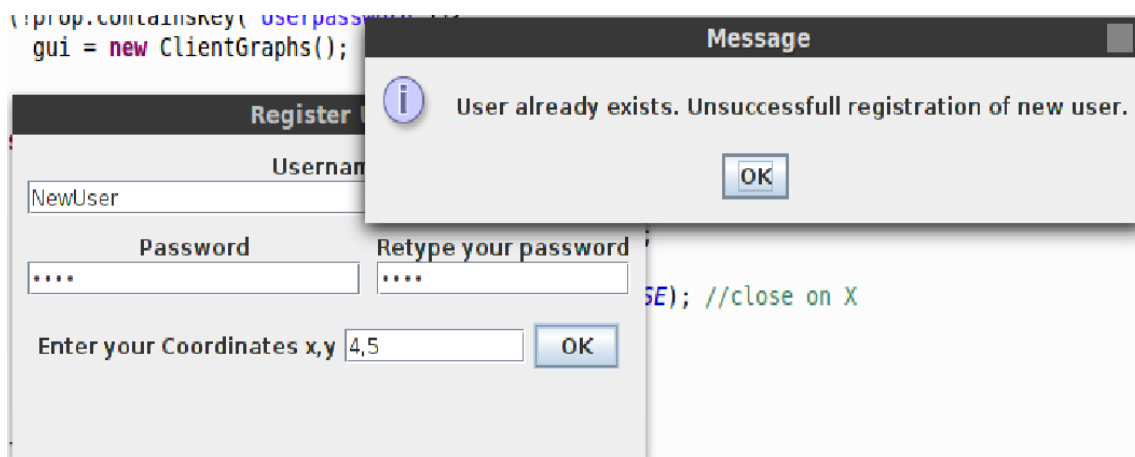 (!prop.containsKey("userpassword"))
gui = new ClientGraphs();
Message
User already exists. Unsuccessfull registration of new user.
OK
Register
Usernam
NewUser
Password
Retype your password
••••
••••
;
SE); //close on X
Enter your Coordinates x,y
4,5
OK